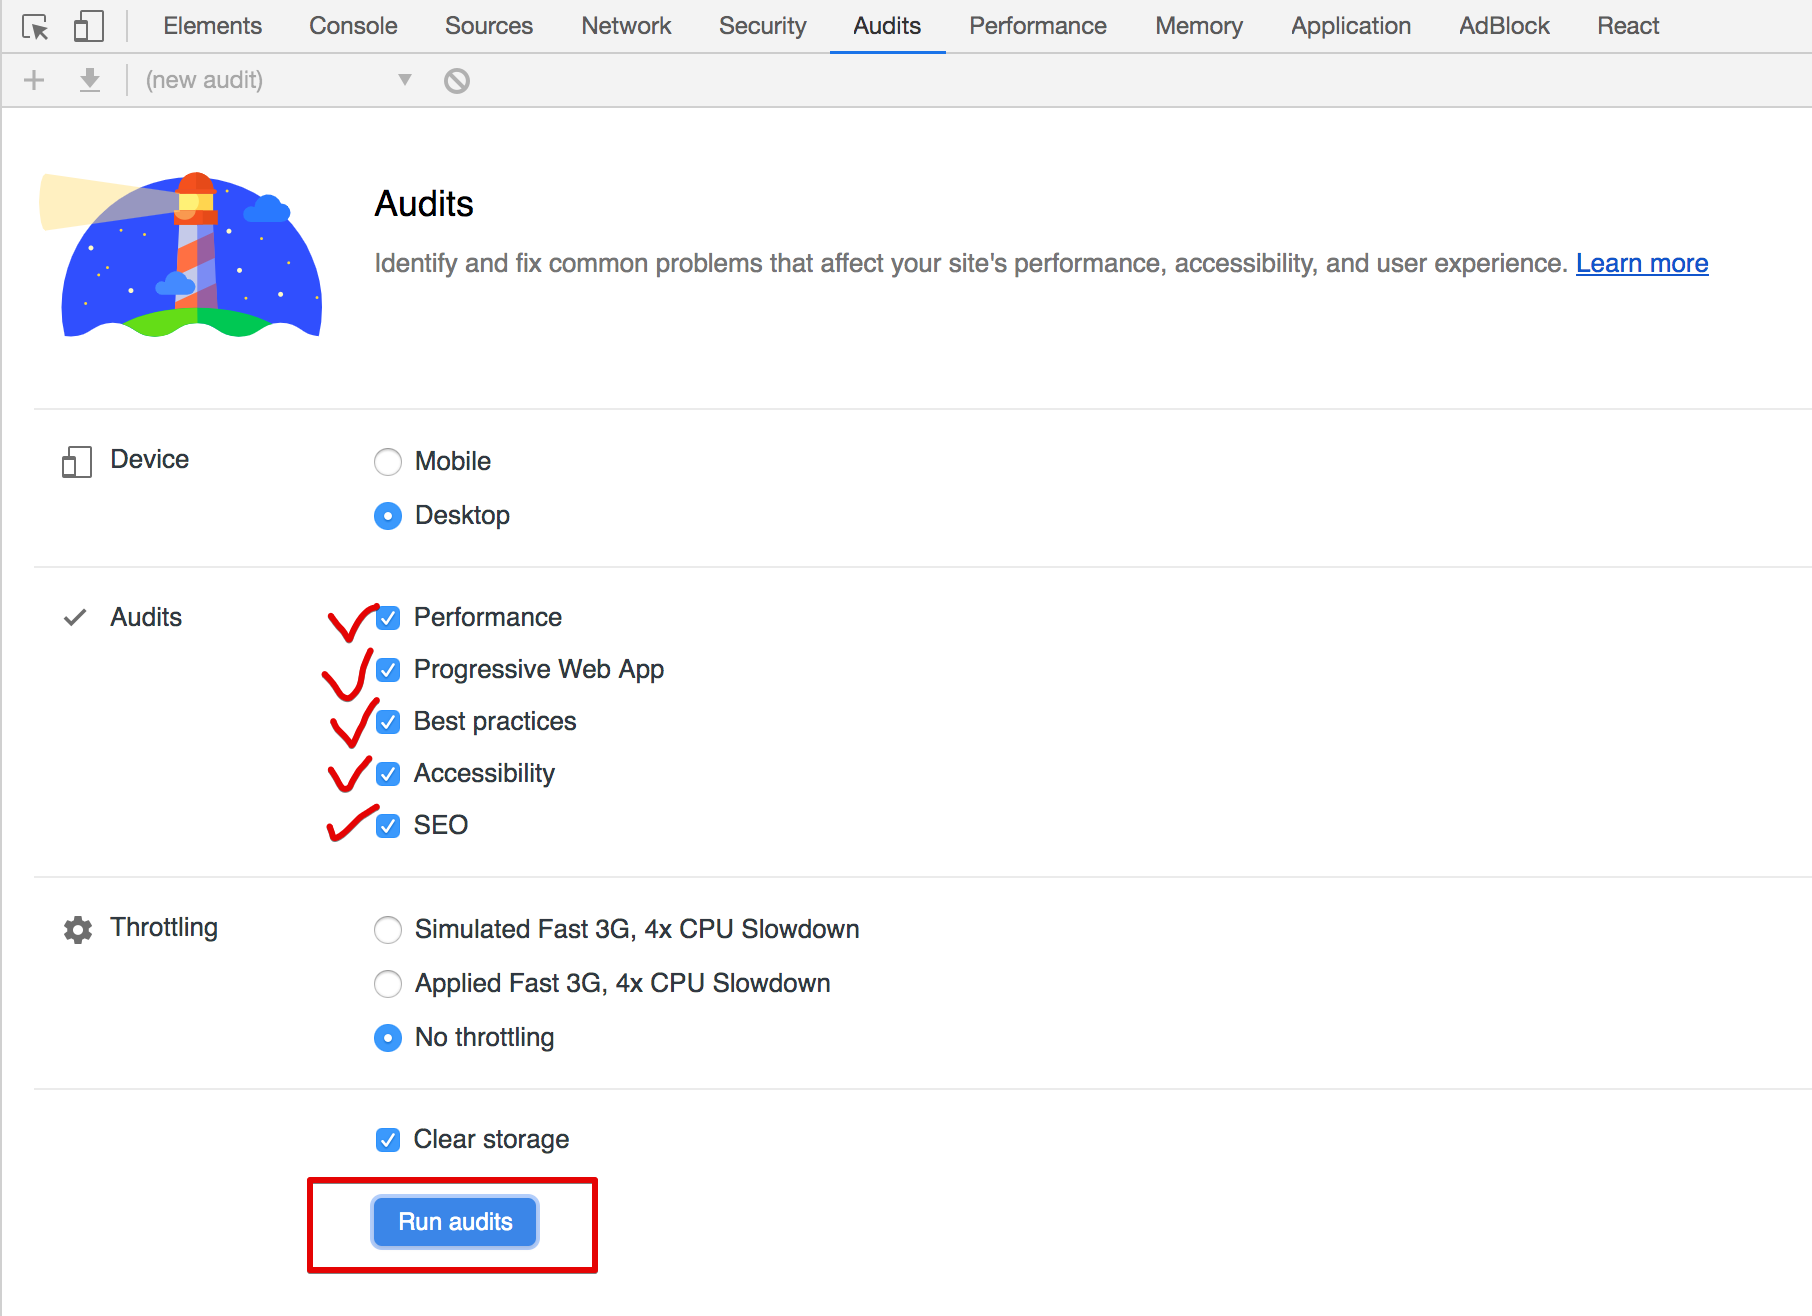 Elements Console Sources Network Security Audits Performance Memory Application AdBlock React
(new audit)
Audits
Identify and fix common problems that affect your site's performance, accessibility, and user experience. Learn more
Device
Mobile
Desktop
Audits
Performance
Progressive Web App
Best practices
Accessibility
SEO
Throttling
Simulated Fast 3G, 4x CPU Slowdown
Applied Fast 3G, 4x CPU Slowdown
No throttling
Clear storage
Run audits